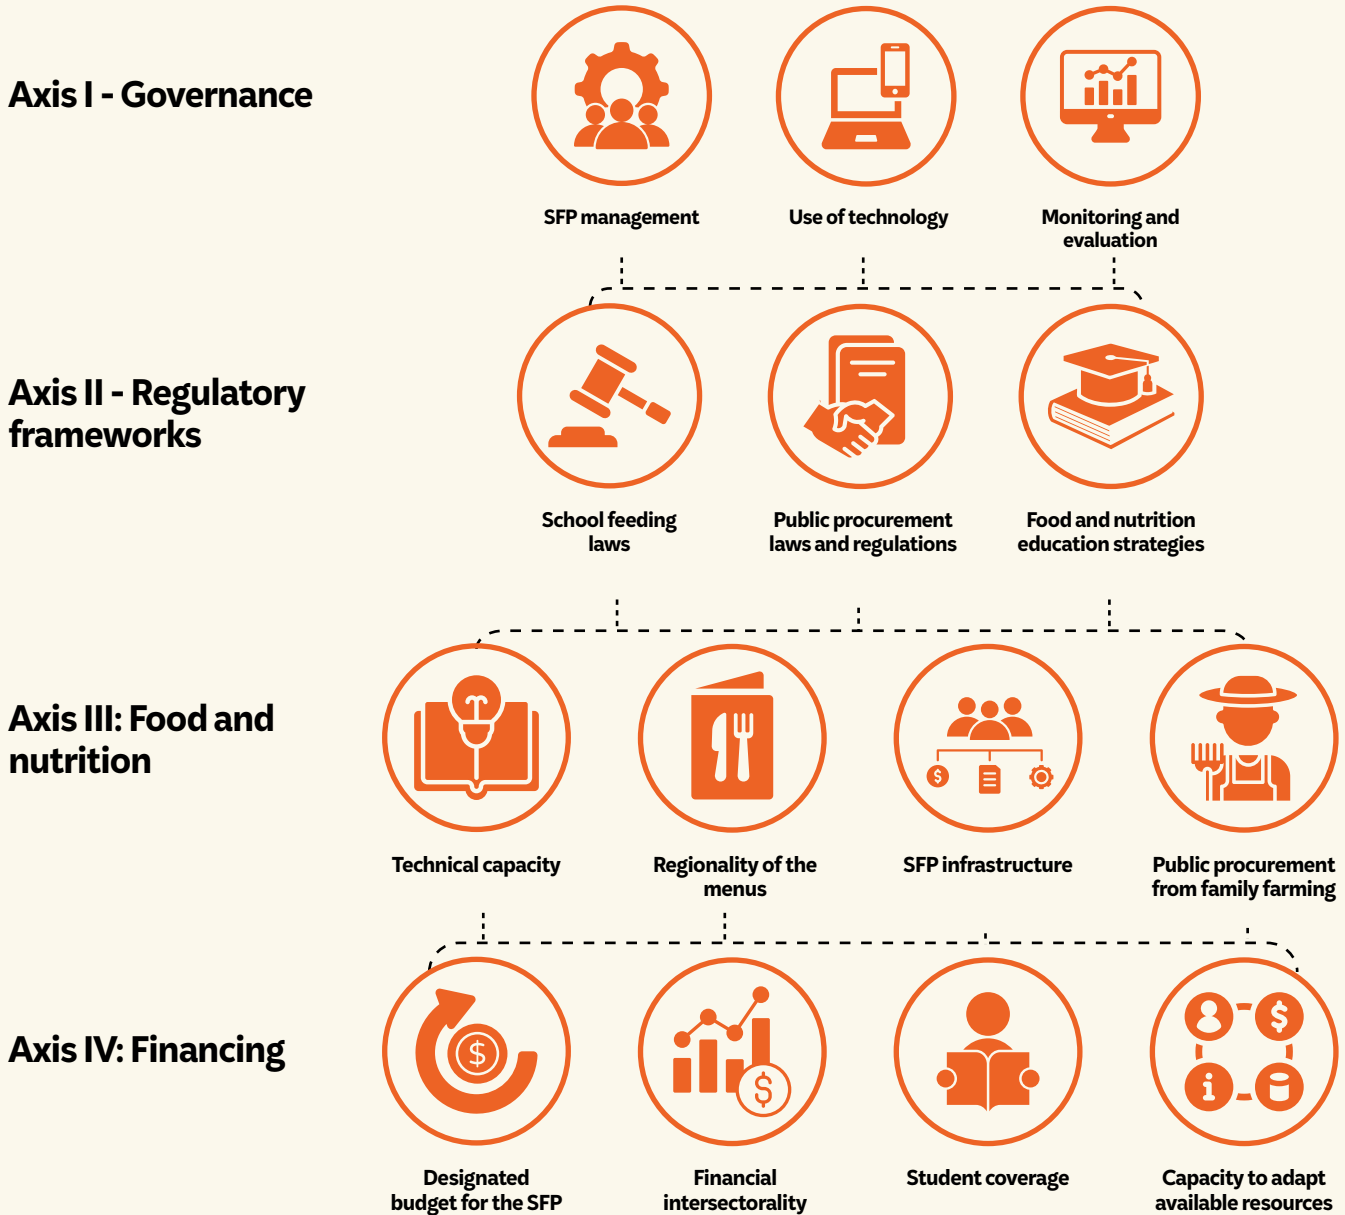 Axis I - Governance
SFP management
Use of technology
Monitoring and
evaluation
Axis II - Regulatory
frameworks
School feeding
laws
Public procurement
laws and regulations
Food and nutrition
education strategies
Axis III: Food and
nutrition
$
Technical capacity
Regionality of the
menus
SFP infrastructure
Public procurement
from family farming
Axis IV: Financing
$
$
$
i
Designated
budget for the SFP
Financial
intersectorality
Student coverage
Capacity to adapt
available resources